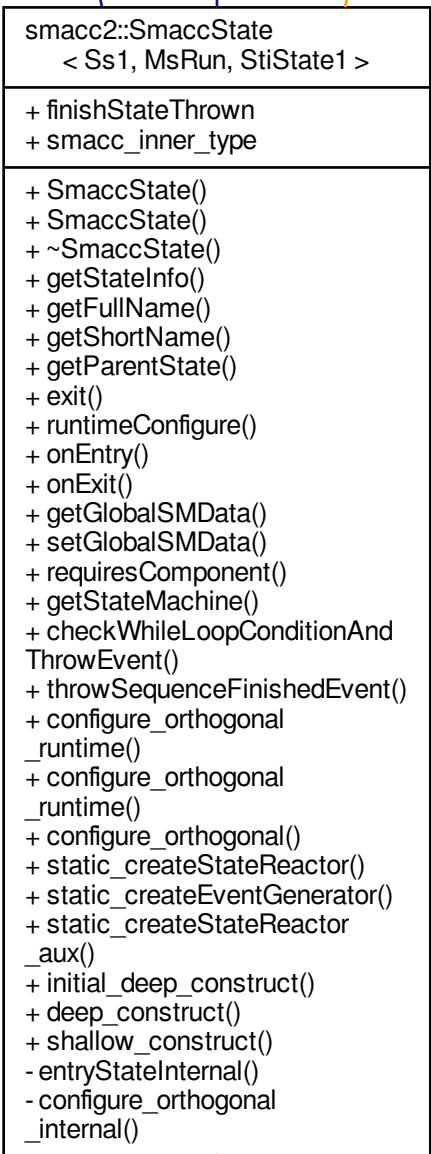 smacc2::SmaccState
< Ss1, MsRun, StiState1 >
+ finishStateThrown
+ smacc_inner_type
+ SmaccState()
+ SmaccState()
+ ~SmaccState()
+ getStateInfo()
+ getFullName()
+ getShortName()
+ getParentState()
+ exit()
+ runtimeConfigure()
+ onEntry()
+ onExit()
+ getGlobalSMData()
+ setGlobalSMData()
+ requiresComponent()
+ getStateMachine()
+ checkWhileLoopConditionAnd
ThrowEvent()
+ throwSequenceFinishedEvent()
+ configure_orthogonal
_runtime()
+ configure_orthogonal
_runtime()
+ configure_orthogonal()
+ static_createStateReactor()
+ static_createEventGenerator()
+ static_createStateReactor
_aux()
+ initial_deep_construct()
+ deep_construct()
+ shallow_construct()
- entryStateInternal()
- configure_orthogonal
_internal()